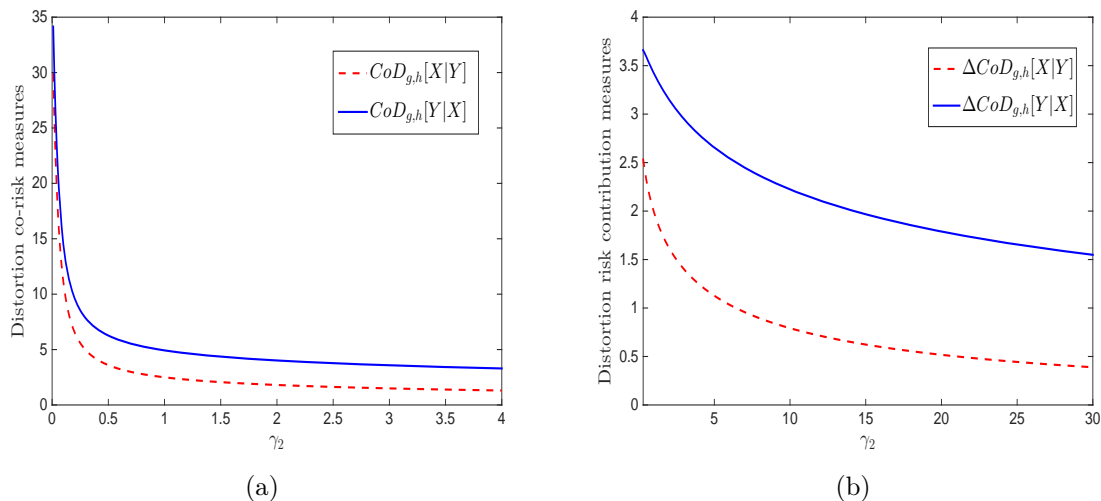 35
30
25
20
15
10
5
0
Distortion co-risk measures
CoD_{g,h}[X|Y]
CoD_{g,h}[Y|X]
0 0.5 1 1.5 2 2.5 3 3.5 4
γ₂
(a)
4
3.5
3
2.5
2
1.5
1
0.5
0
Distortion risk contribution measures
ΔCoD_{g,h}[X|Y]
ΔCoD_{g,h}[Y|X]
5 10 15 20 25 30
γ₂
(b)